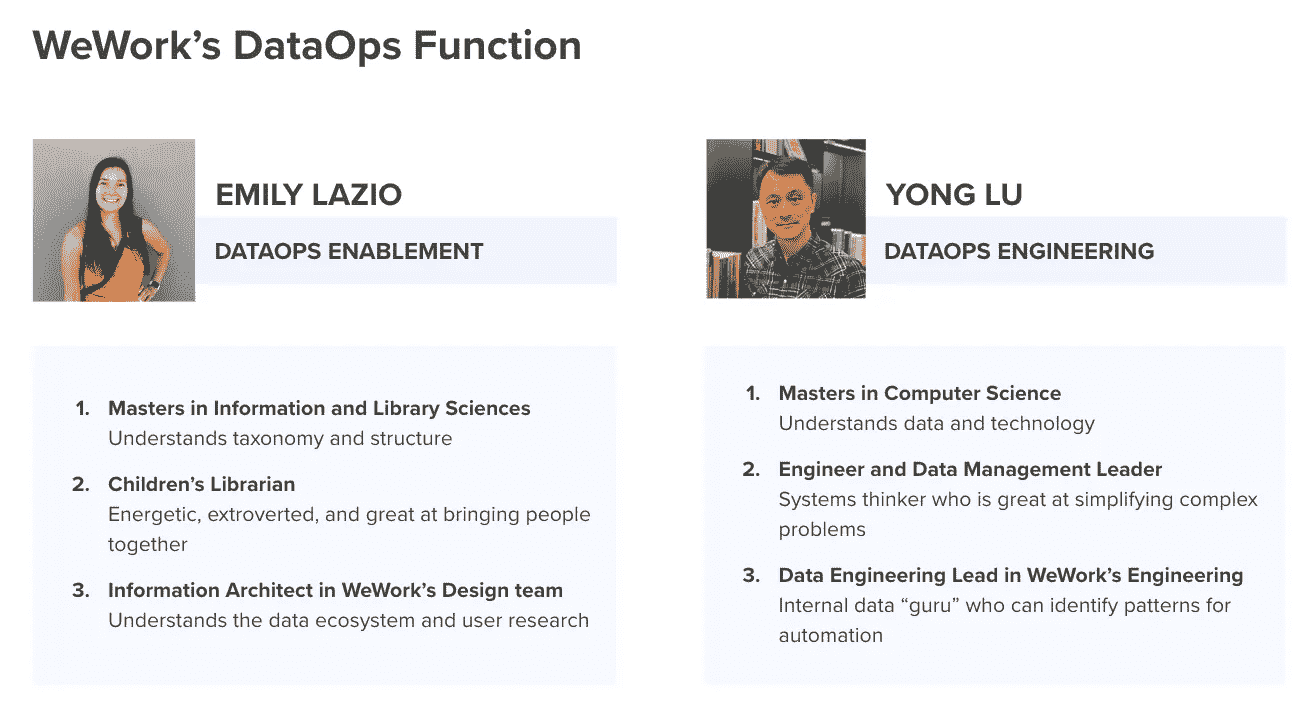 WeWork’s DataOps Function
EMILY LAZIO
DATAOPS ENABLEMENT
1. Masters in Information and Library Sciences
Understands taxonomy and structure
2. Children’s Librarian
Energetic, extroverted, and great at bringing people
together
3. Information Architect in WeWork’s Design team
Understands the data ecosystem and user research
YONG LU
DATAOPS ENGINEERING
1. Masters in Computer Science
Understands data and technology
2. Engineer and Data Management Leader
Systems thinker who is great at simplifying complex
problems
3. Data Engineering Lead in WeWork’s Engineering
Internal data “guru” who can identify patterns for
automation